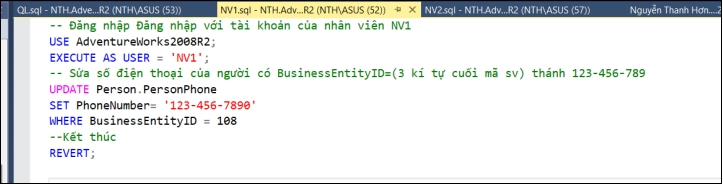 QL.sql - NTH.Adve...R2 (NTH\ASUS (53)) NV1.sql - NTH.Adv...R2 (NTH\ASUS (52)) NV2.sql - NTH.Adv...R2 (NTH\ASUS (57)) Nguyễn Thanh Hơn....2
-- Đăng nhập Đăng nhập với tài khoản của nhân viên NV1
USE AdventureWorks2008R2;
EXECUTE AS USER = 'NV1';
-- Sửa số điện thoại của người có BusinessEntityID=(3 kí tự cuối mã sv) thánh 123-456-789
UPDATE Person.PersonPhone
SET PhoneNumber= '123-456-7890'
WHERE BusinessEntityID = 108
--Kết thúc
REVERT;